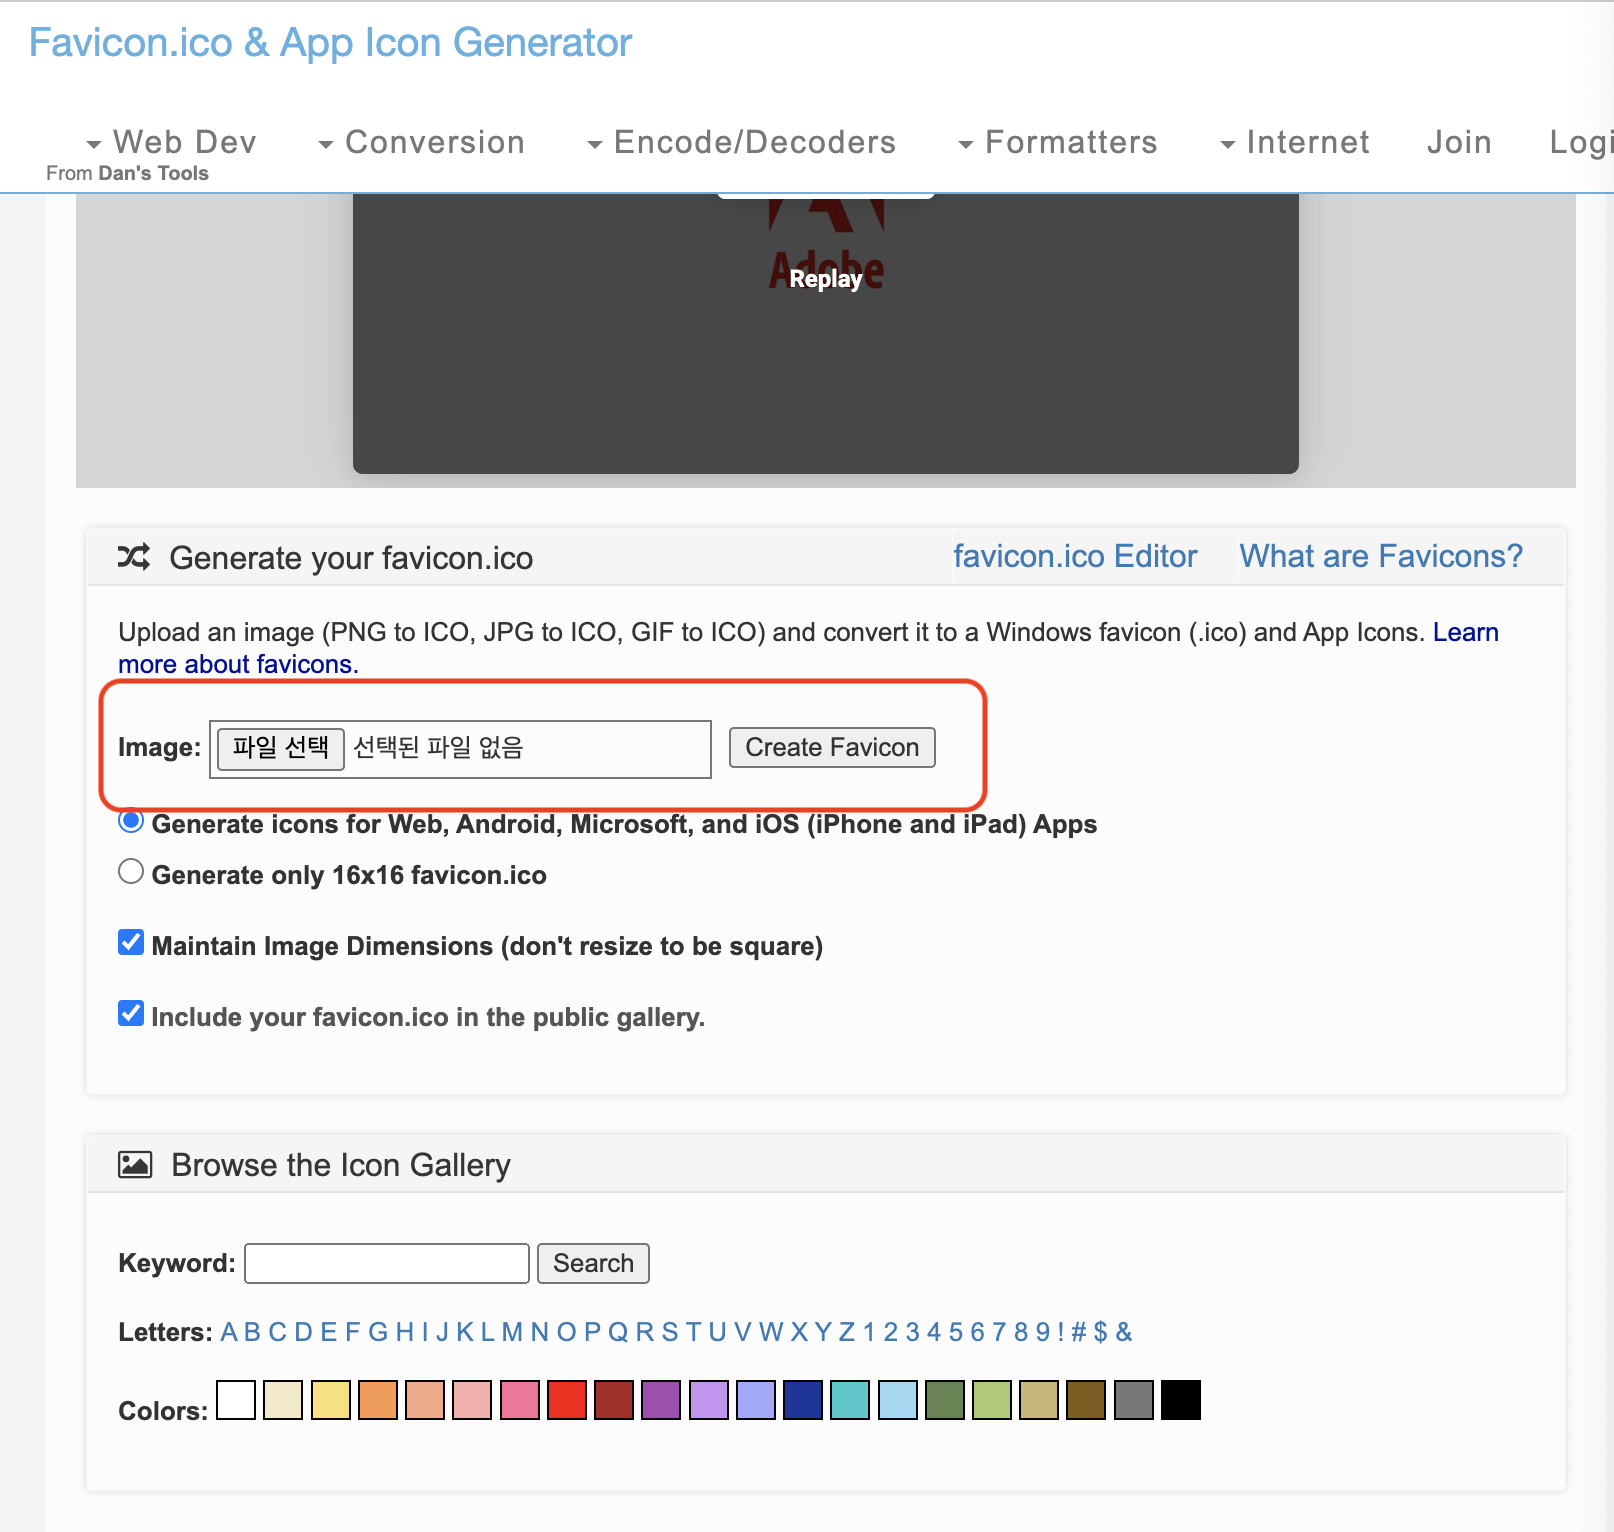 Favicon.ico & App Icon Generator
Web Dev Conversion Encode/Decoders Formatters Internet Join Logi
From Dan's Tools
Adobe
Replay
Generate your favicon.ico favicon.ico Editor What are Favicons?
Upload an image (PNG to ICO, JPG to ICO, GIF to ICO) and convert it to a Windows favicon (.ico) and App Icons. Learn
more about favicons.
Image: 파일 선택 선택된 파일 없음 Create Favicon
Generate icons for Web, Android, Microsoft, and iOS (iPhone and iPad) Apps
Generate only 16x16 favicon.ico
Maintain Image Dimensions (don't resize to be square)
Include your favicon.ico in the public gallery.
Browse the Icon Gallery
Keyword: Search
Letters: A B C D E F G H I J K L M N O P Q R S T U V W X Y Z 1 2 3 4 5 6 7 8 9 ! # $ &
Colors: